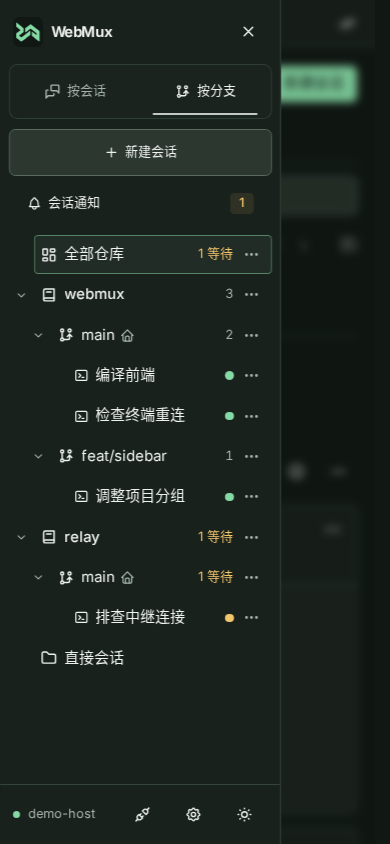 WebMux
按会话
按分支
新建会话
会话通知 1
全部仓库 1 等待
webmux 3
main 2
编译前端
检查终端重连
feat/sidebar 1
调整项目分组
relay 1 等待
main 1 等待
排查中继连接
直接会话
demo-host